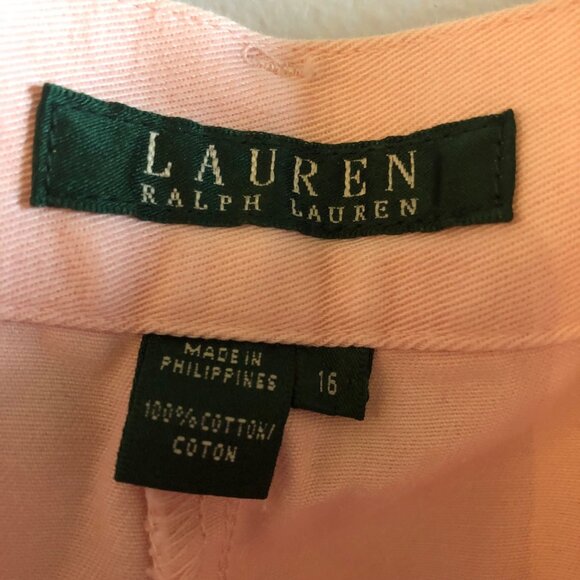 LAUREN
RALPH LAUREN
MADE IN
PHILIPPINES
16
100% COTTON/
COTON